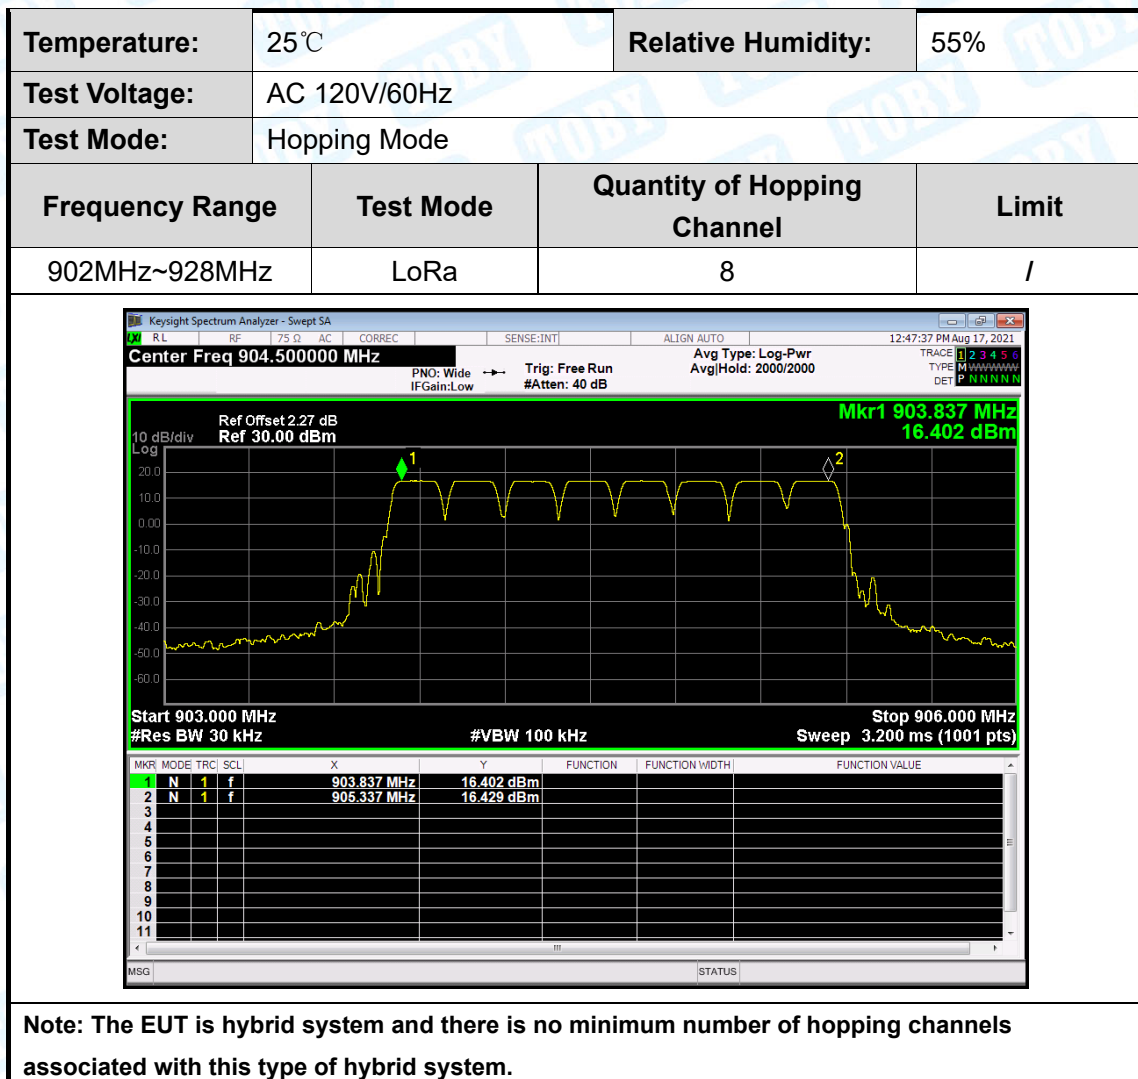 Temperature: 25℃ Relative Humidity: 55%
Test Voltage: AC 120V/60Hz
Test Mode: Hopping Mode
Frequency Range Test Mode Quantity of Hopping Channel Limit
902MHz~928MHz LoRa 8 /
Keysight Spectrum Analyzer - Swept SA
LXI RL RF 75 Ω AC CORREC SENSE:INT ALIGN AUTO 12:47:37 PM Aug 17, 2021
Center Freq 904.500000 MHz
PNO: Wide
IFGain:Low
Trig: Free Run
#Atten: 40 dB
Avg Type: Log-Pwr
Avg|Hold: 2000/2000
TRACE 1 2 3 4 5 6
TYPE M WWWWW
DET P N N N N N
Mkr1 903.837 MHz
16.402 dBm
Ref Offset 2.27 dB
10 dB/div Ref 30.00 dBm
Log
1
2
20.0
10.0
0.00
-10.0
-20.0
-30.0
-40.0
-50.0
-60.0
Start 903.000 MHz Stop 906.000 MHz
#Res BW 30 kHz #VBW 100 kHz Sweep 3.200 ms (1001 pts)
MKR MODE TRC SCL X Y FUNCTION FUNCTION WIDTH FUNCTION VALUE
1 N 1 f 903.837 MHz 16.402 dBm
2 N 1 f 905.337 MHz 16.429 dBm
3
4
5
6
7
8
9
10
11
MSG STATUS
Note: The EUT is hybrid system and there is no minimum number of hopping channels
associated with this type of hybrid system.
TOBY